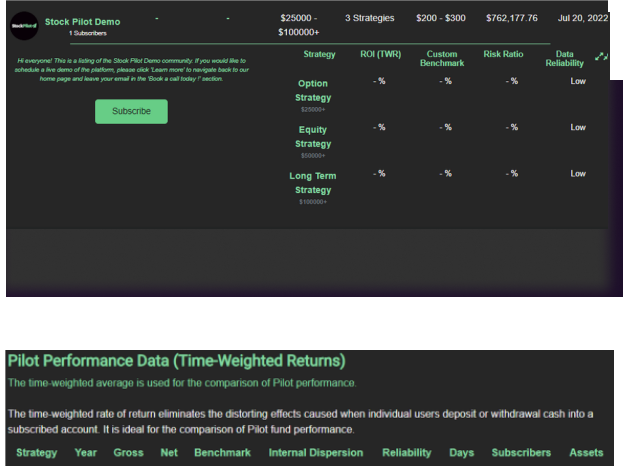 StockPilot
Stock Pilot Demo - - $25000 - $100000+ 3 Strategies $200 - $300 $762,177.76 Jul 20, 2022
1 Subscribers
Hi everyone! This is a listing of the Stock Pilot Demo community. If you would like to
schedule a live demo of the platform, please click 'Learn more' to navigate back to our
home page and leave your email in the 'Book a call today !' section.
Subscribe
Strategy ROI (TWR) Custom Benchmark Risk Ratio Data Reliability
Option Strategy - % - % - % Low
$25000+
Equity Strategy - % - % - % Low
$50000+
Long Term Strategy - % - % - % Low
$100000+
Pilot Performance Data (Time-Weighted Returns)
The time-weighted average is used for the comparison of Pilot performance.
The time-weighted rate of return eliminates the distorting effects caused when individual users deposit or withdrawal cash into a
subscribed account. It is ideal for the comparison of Pilot fund performance.
Strategy Year Gross Net Benchmark Internal Dispersion Reliability Days Subscribers Assets